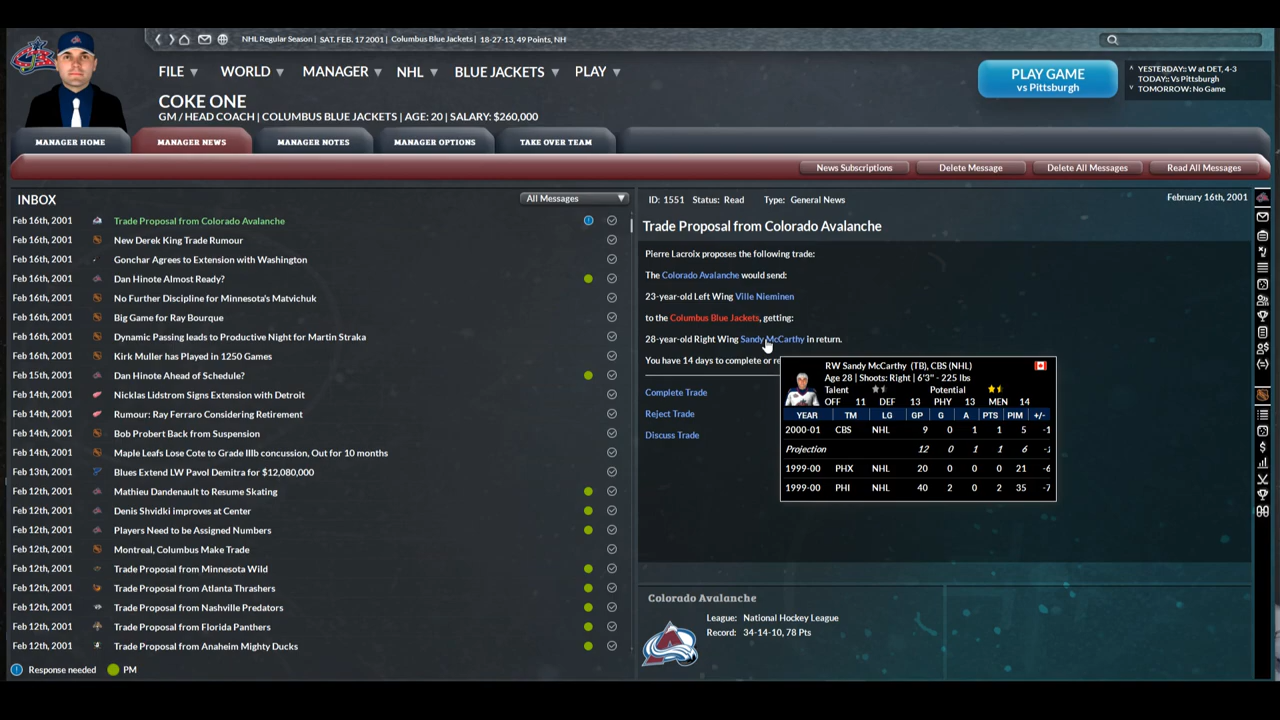 NHL Regular Season | SAT. FEB. 17 2001 | Columbus Blue Jackets | 18-27-13, 49 Points, NH
FILE WORLD MANAGER NHL BLUE JACKETS PLAY
PLAY GAME
vs Pittsburgh
YESTERDAY:: W at DET, 4-3
TODAY:: Vs Pittsburgh
TOMORROW: No Game
COKE ONE
GM / HEAD COACH | COLUMBUS BLUE JACKETS | AGE: 20 | SALARY: $260,000
MANAGER HOME MANAGER NEWS MANAGER NOTES MANAGER OPTIONS TAKE OVER TEAM
News Subscriptions Delete Message Delete All Messages Read All Messages
INBOX All Messages
Feb 16th, 2001 Trade Proposal from Colorado Avalanche
Feb 16th, 2001 New Derek King Trade Rumour
Feb 16th, 2001 Gonchar Agrees to Extension with Washington
Feb 16th, 2001 Dan Hinote Almost Ready?
Feb 16th, 2001 No Further Discipline for Minnesota's Matvichuk
Feb 16th, 2001 Big Game for Ray Bourque
Feb 16th, 2001 Dynamic Passing leads to Productive Night for Martin Straka
Feb 16th, 2001 Kirk Muller has Played in 1250 Games
Feb 15th, 2001 Dan Hinote Ahead of Schedule?
Feb 14th, 2001 Nicklas Lidstrom Signs Extension with Detroit
Feb 14th, 2001 Rumour: Ray Ferraro Considering Retirement
Feb 14th, 2001 Bob Probert Back from Suspension
Feb 14th, 2001 Maple Leafs Lose Cote to Grade IIIb concussion, Out for 10 months
Feb 13th, 2001 Blues Extend LW Pavol Demitra for $12,080,000
Feb 12th, 2001 Mathieu Dandenault to Resume Skating
Feb 12th, 2001 Denis Shvidki improves at Center
Feb 12th, 2001 Players Need to be Assigned Numbers
Feb 12th, 2001 Montreal, Columbus Make Trade
Feb 12th, 2001 Trade Proposal from Minnesota Wild
Feb 12th, 2001 Trade Proposal from Atlanta Thrashers
Feb 12th, 2001 Trade Proposal from Nashville Predators
Feb 12th, 2001 Trade Proposal from Florida Panthers
Feb 12th, 2001 Trade Proposal from Anaheim Mighty Ducks
Response needed PM
ID: 1551 Status: Read Type: General News February 16th, 2001
Trade Proposal from Colorado Avalanche
Pierre Lacroix proposes the following trade:
The Colorado Avalanche would send:
23-year-old Left Wing Ville Nieminen
to the Columbus Blue Jackets, getting:
28-year-old Right Wing Sandy McCarthy in return.
You have 14 days to complete or re
Complete Trade
Reject Trade
Discuss Trade
RW Sandy McCarthy (TB), CBS (NHL)
Age 28 | Shoots: Right | 6'3" - 225 lbs
Talent Potential
OFF 11 DEF 13 PHY 13 MEN 14
YEAR TM LG GP G A PTS PIM +/-
2000-01 CBS NHL 9 0 1 1 5 -1
Projection 12 0 1 1 6 -1
1999-00 PHX NHL 20 0 0 0 21 -6
1999-00 PHI NHL 40 2 0 2 35 -7
Colorado Avalanche
League: National Hockey League
Record: 34-14-10, 78 Pts